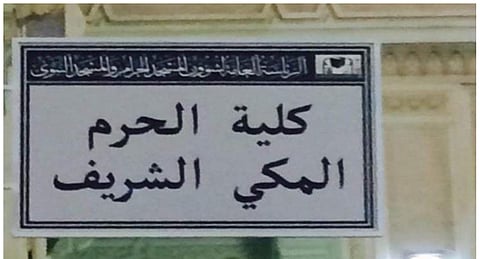 الرئاسة العامة لشؤون المسجد الحرام والمسجد النبوي
كلية الحرم
المكي الشريف